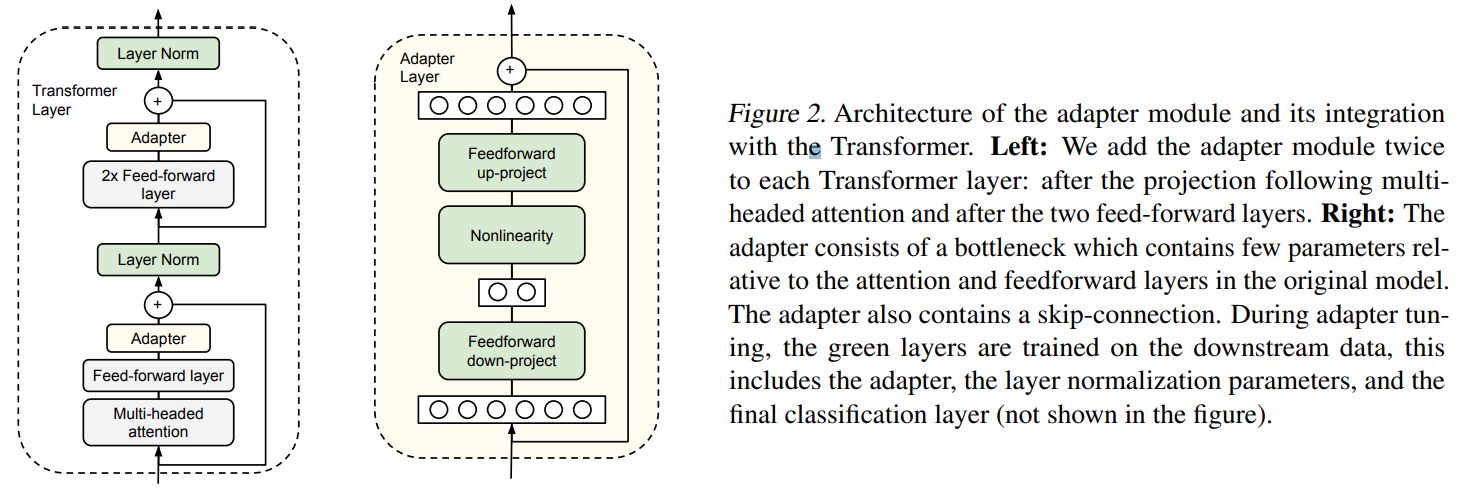 Layer Norm
Transformer
Layer
+
Adapter
2x Feed-forward
layer
Layer Norm
+
Adapter
Feed-forward layer
Multi-headed
attention
Adapter
Layer
+
Feedforward
up-project
Nonlinearity
Feedforward
down-project
Figure 2. Architecture of the adapter module and its integration
with the Transformer. Left: We add the adapter module twice
to each Transformer layer: after the projection following multi-
headed attention and after the two feed-forward layers. Right: The
adapter consists of a bottleneck which contains few parameters rel-
ative to the attention and feedforward layers in the original model.
The adapter also contains a skip-connection. During adapter tun-
ing, the green layers are trained on the downstream data, this
includes the adapter, the layer normalization parameters, and the
final classification layer (not shown in the figure).